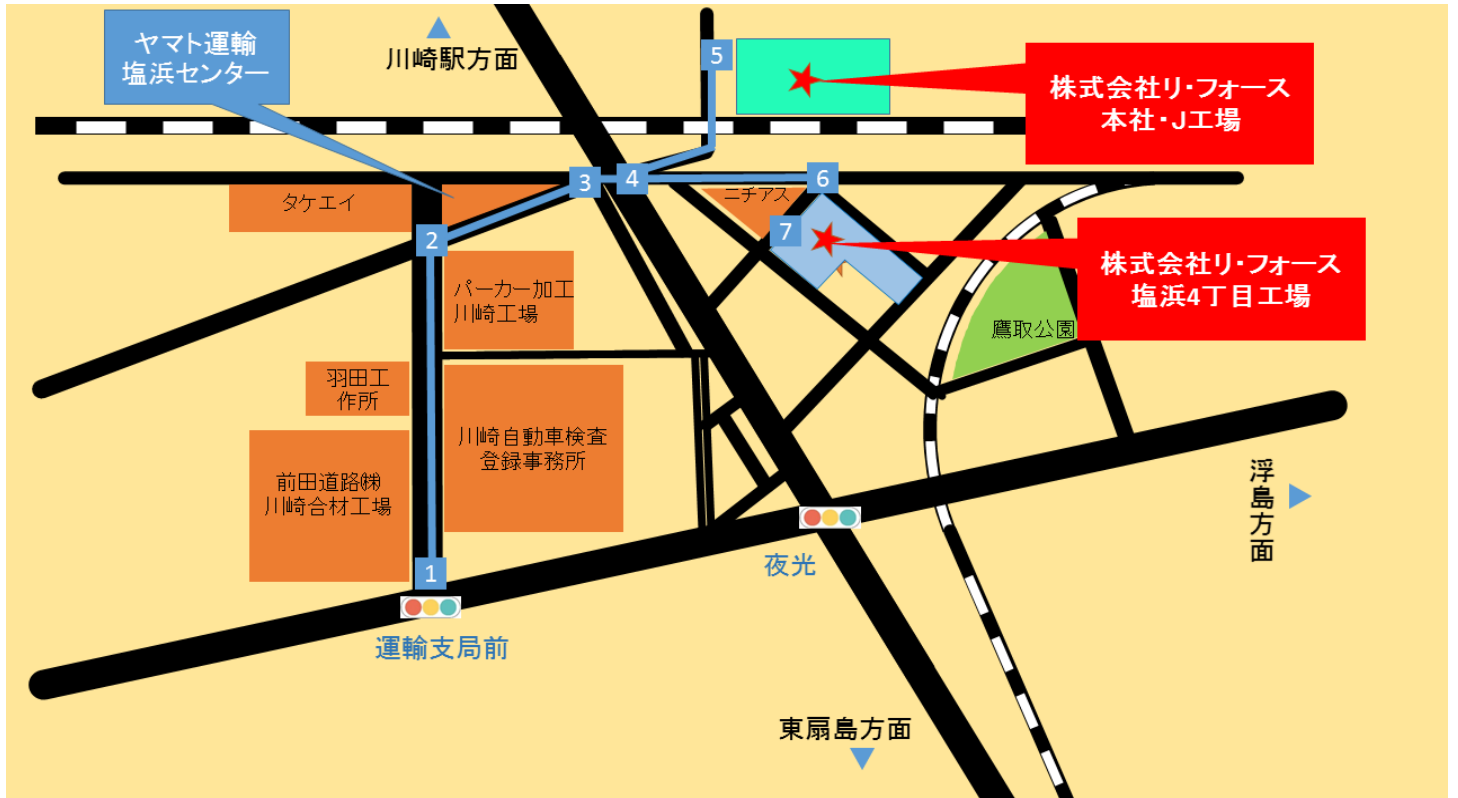 ヤマト運輸
塩浜センター
川崎駅方面
5
株式会社リ・フォース
本社・J工場
3
4
6
タケエイ
ニチアス
2
7
株式会社リ・フォース
塩浜4丁目工場
パーカー加工
川崎工場
鷹取公園
羽田工
作所
川崎自動車検査
登録事務所
前田道路㈱
川崎合材工場
浮島方面
1
夜光
運輸支局前
東扇島方面